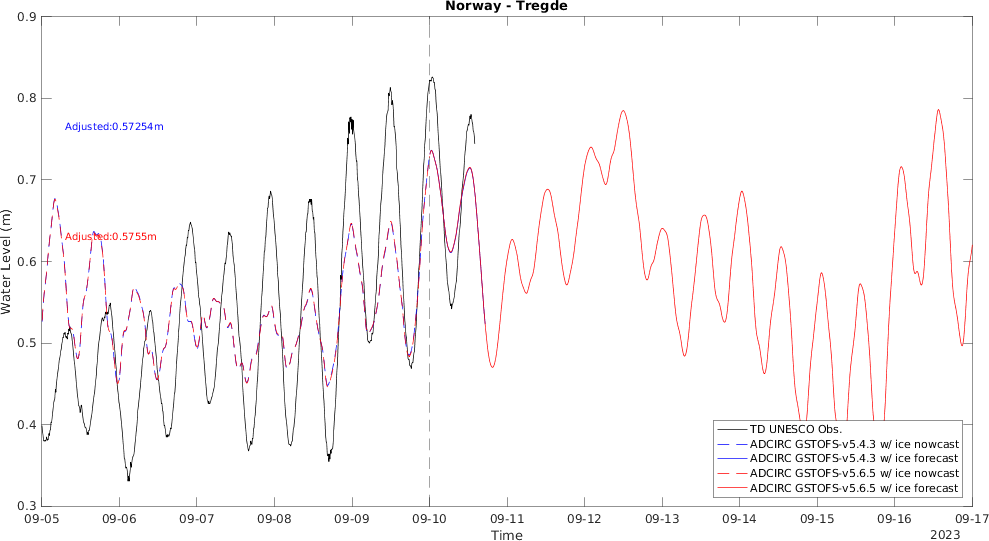 Norway - Tregde
0.9
0.8
0.7
0.6
0.5
0.4
0.3
Water Level (m)
Adjusted:0.57254m
Adjusted:0.5755m
TD UNESCO Obs.
ADCIRC GSTOFS-v5.4.3 w/ ice nowcast
ADCIRC GSTOFS-v5.4.3 w/ ice forecast
ADCIRC GSTOFS-v5.6.5 w/ ice nowcast
ADCIRC GSTOFS-v5.6.5 w/ ice forecast
09-05 09-06 09-07 09-08 09-09 09-10 09-11 09-12 09-13 09-14 09-15 09-16 09-17
Time
2023